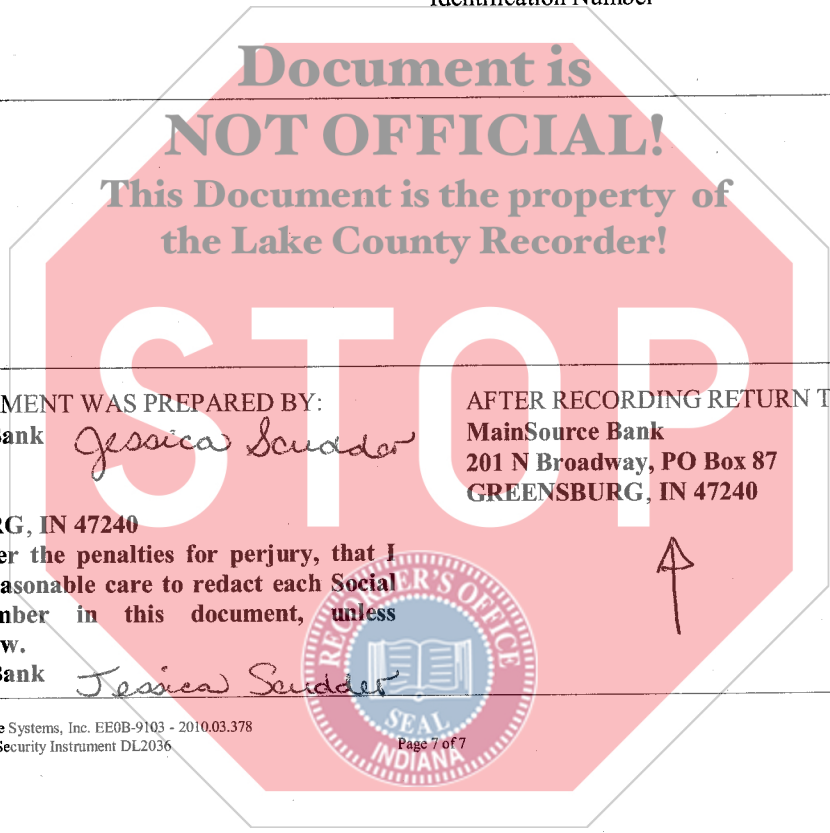 Identification Number
Document is
NOT OFFICIAL!
This Document is the property of
the Lake County Recorder!
STOP
MENT WAS PREPARED BY:
ank Jessica Scudder
AFTER RECORDING RETURN T
MainSource Bank
201 N Broadway, PO Box 87
GREENSBURG, IN 47240
RG, IN 47240
er the penalties for perjury, that I
asonable care to redact each Social
mber in this document, unless
w.
Bank Jessica Scudder
RECORDER'S OFFICE
SEAL
INDIANA
e Systems, Inc. EE0B-9103 - 2010.03.378
Security Instrument DL2036
Page 7 of 7